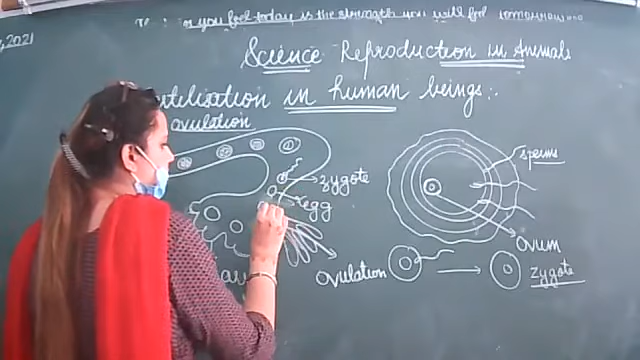 you feel today is the strength you will feel tomorrow...
2021
Science Reproduction in Animals
tilisation in human beings:.
ovulation
zygote
egg
sperms
ovum
ovulation
zygote